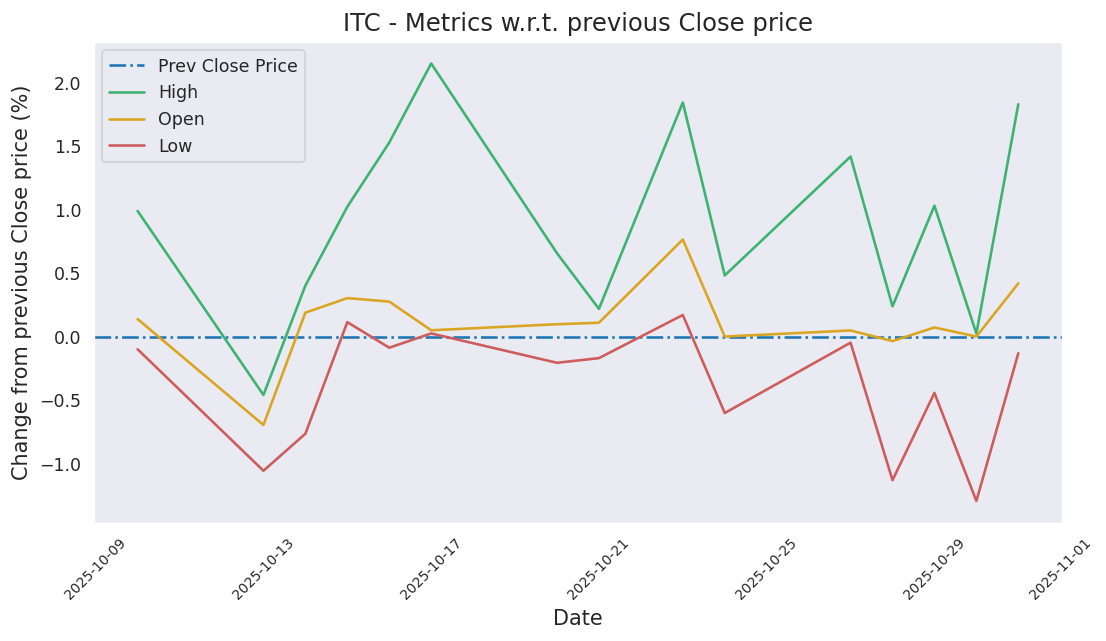 ITC - Metrics w.r.t. previous Close price
Prev Close Price
High
Open
Low
Change from previous Close price (%)
2.0
1.5
1.0
0.5
0.0
−0.5
−1.0
2025-10-09
2025-10-13
2025-10-17
2025-10-21
2025-10-25
2025-10-29
2025-11-01
Date